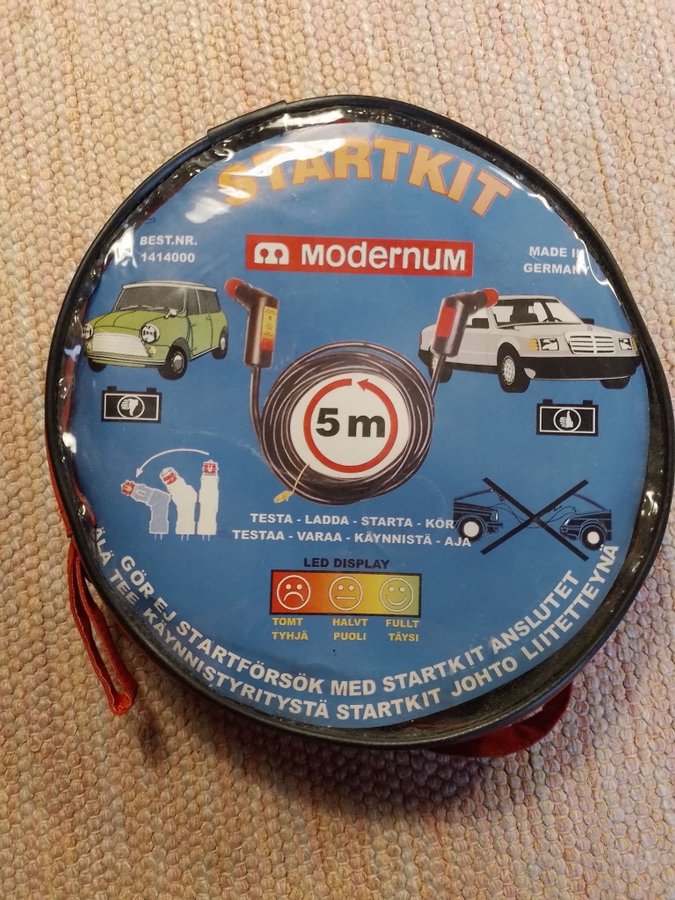 STARTKIT
BEST.NR.
1414000
MODERNUM
MADE IN
GERMANY
5 m
TESTA - LADDA - STARTA - KÖR
TESTAA - VARAA - KÄYNNISTÄ - AJA
LED DISPLAY
TOMT HALVT FULLT
TYHJÄ PUOLI TÄYSI
GÖR EJ STARTFÖRSÖK MED STARTKIT ANSLUTET
ÄLÄ TEE KÄYNNISTYRITYSTÄ STARTKIT JOHTO LIITETTEYNÄ